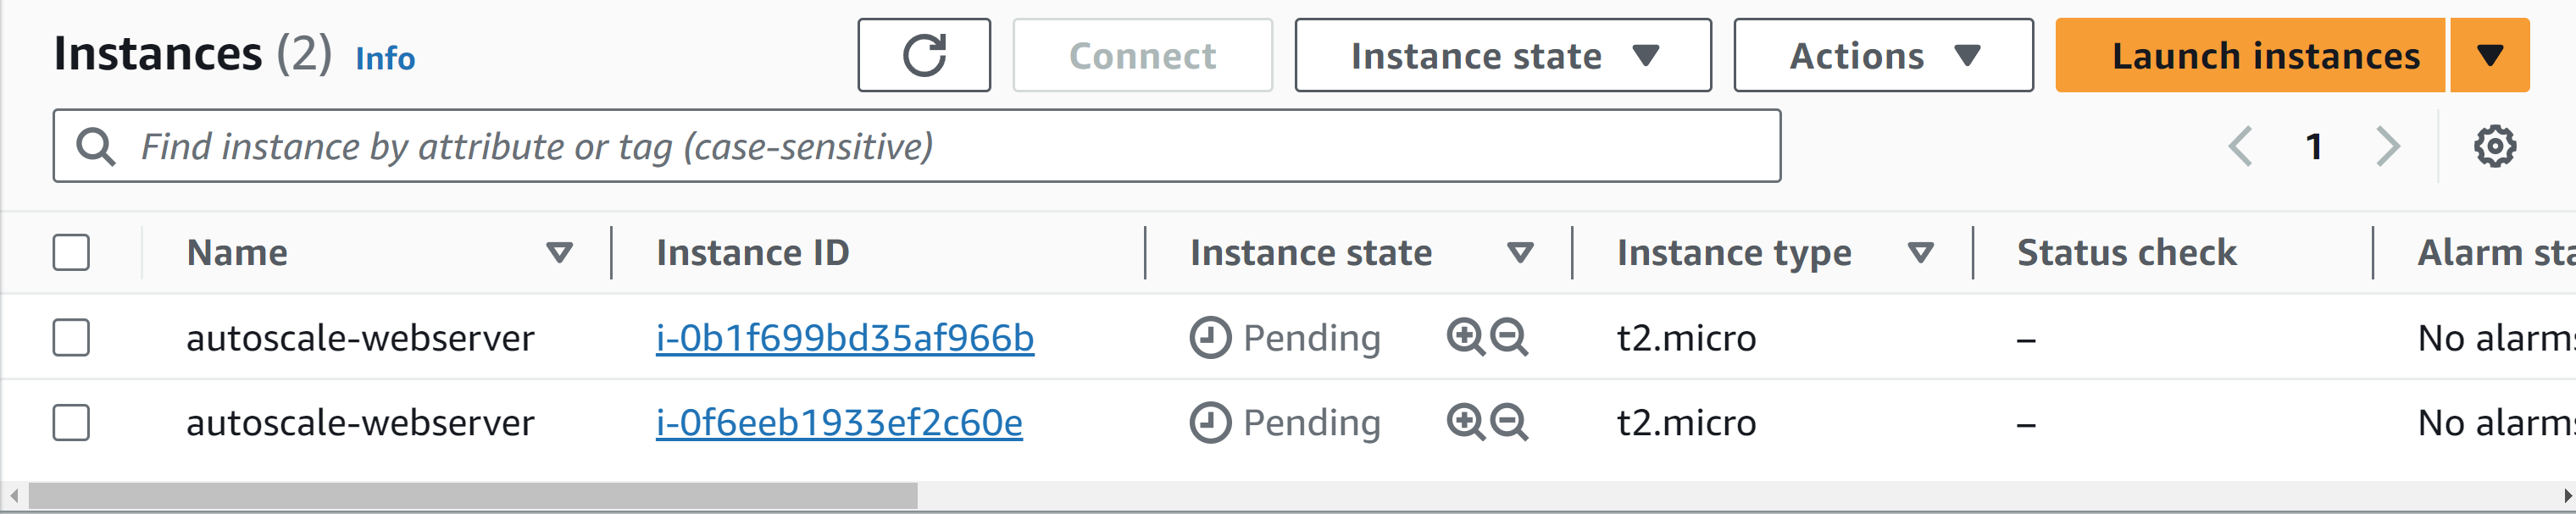 Instances (2) Info Connect Instance state Actions Launch instances
Find instance by attribute or tag (case-sensitive) 1
Name Instance ID Instance state Instance type Status check Alarm sta
autoscale-webserver i-0b1f699bd35af966b Pending t2.micro – No alarms
autoscale-webserver i-0f6eeb1933ef2c60e Pending t2.micro – No alarms